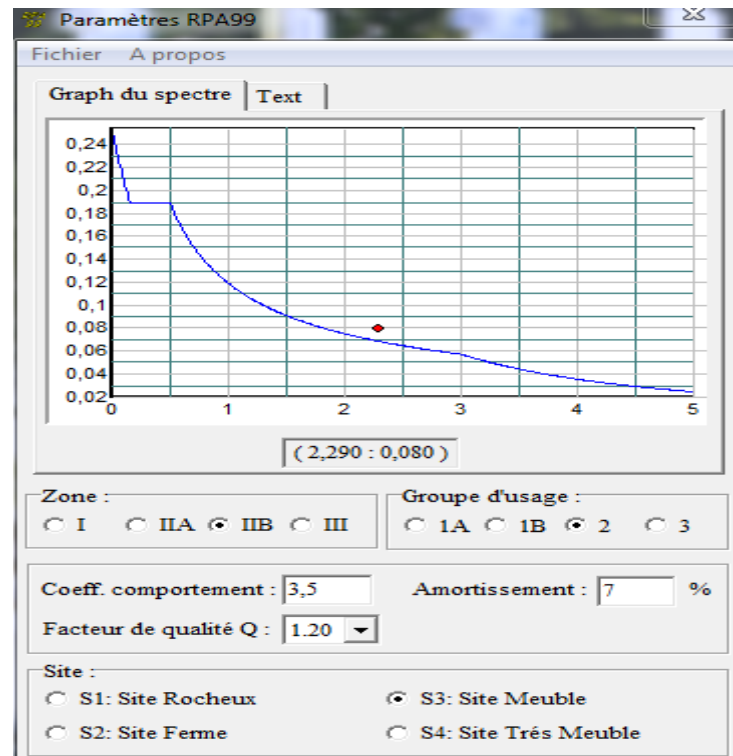 Paramètres RPA99
Fichier A propos
Graph du spectre Text
0,24
0,22
0,2
0,18
0,16
0,14
0,12
0,1
0,08
0,06
0,04
0,02
0 1 2 3 4 5
( 2,290 : 0,080 )
Zone :
I IIA IIB III
Groupe d'usage :
1A 1B 2 3
Coeff. comportement : 3,5 Amortissement : 7 %
Facteur de qualité Q : 1.20
Site :
S1: Site Rocheux S3: Site Meuble
S2: Site Ferme S4: Site Trés Meuble